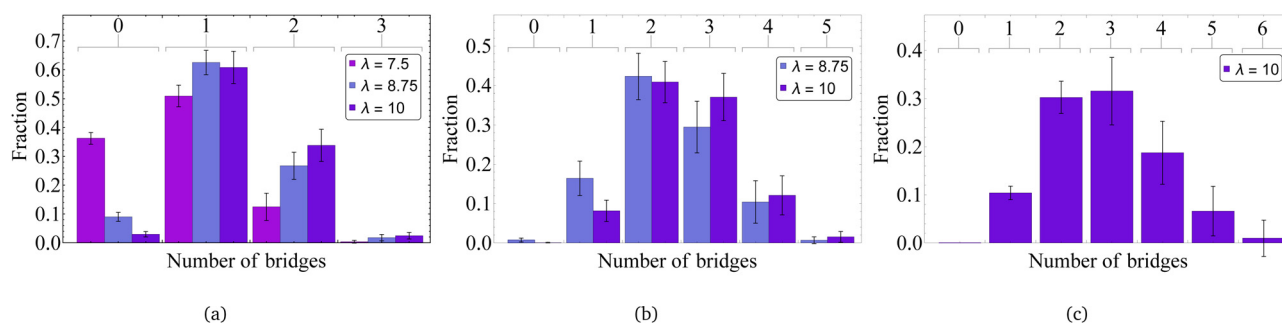 0 1 2 3
0.7
0.6
0.5
0.4
0.3
0.2
0.1
0.0
Fraction
λ = 7.5
λ = 8.75
λ = 10
Number of bridges
(a)
0 1 2 3 4 5
0.5
0.4
0.3
0.2
0.1
0.0
Fraction
λ = 8.75
λ = 10
Number of bridges
(b)
0 1 2 3 4 5 6
0.4
0.3
0.2
0.1
0.0
Fraction
λ = 10
Number of bridges
(c)